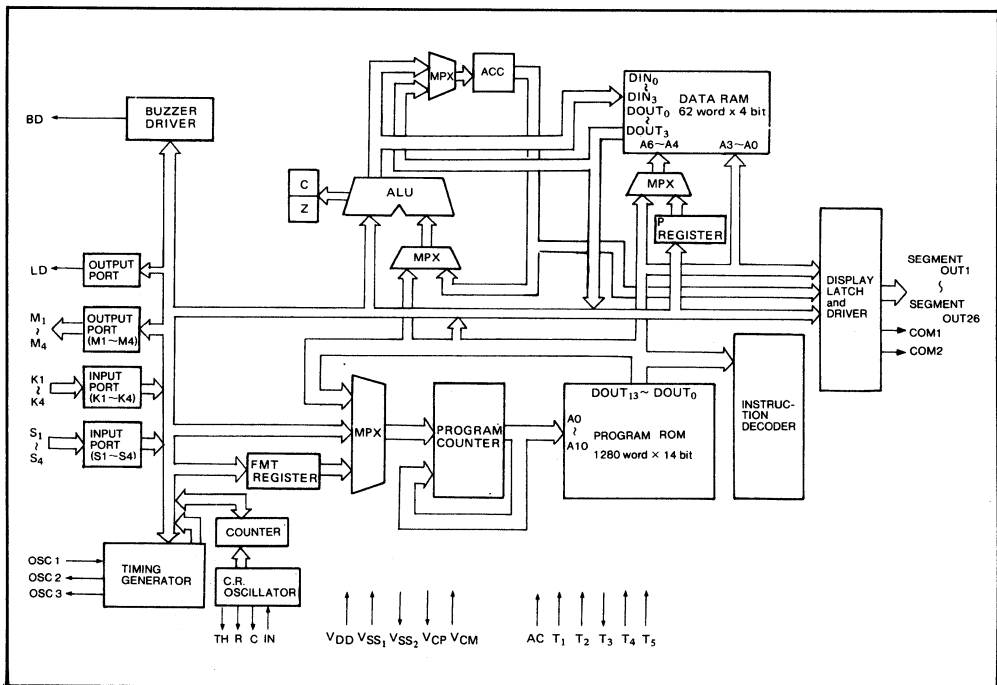 BD
BUZZER
DRIVER
MPX
ACC
DIN0
~
DIN3
DOUT0
~
DOUT3
DATA RAM
62 word x 4 bit
A6~A4
A3~A0
C
Z
ALU
MPX
MPX
P
REGISTER
LD
OUTPUT
PORT
M1
~
M4
OUTPUT
PORT
(M1~M4)
K1
~
K4
INPUT
PORT
(K1~K4)
S1
~
S4
INPUT
PORT
(S1~S4)
DISPLAY
LATCH
and
DRIVER
SEGMENT
OUT1
~
SEGMENT
OUT26
COM1
COM2
FMT
REGISTER
MPX
PROGRAM
COUNTER
DOUT13~ DOUT0
A0
~
A10
PROGRAM ROM
1280 word × 14 bit
INSTRUC-
TION
DECODER
COUNTER
C.R.
OSCILLATOR
OSC 1
OSC 2
OSC 3
TIMING
GENERATOR
TH R C IN
VDD VSS1 VSS2 VCP VCM
AC T1 T2 T3 T4 T5